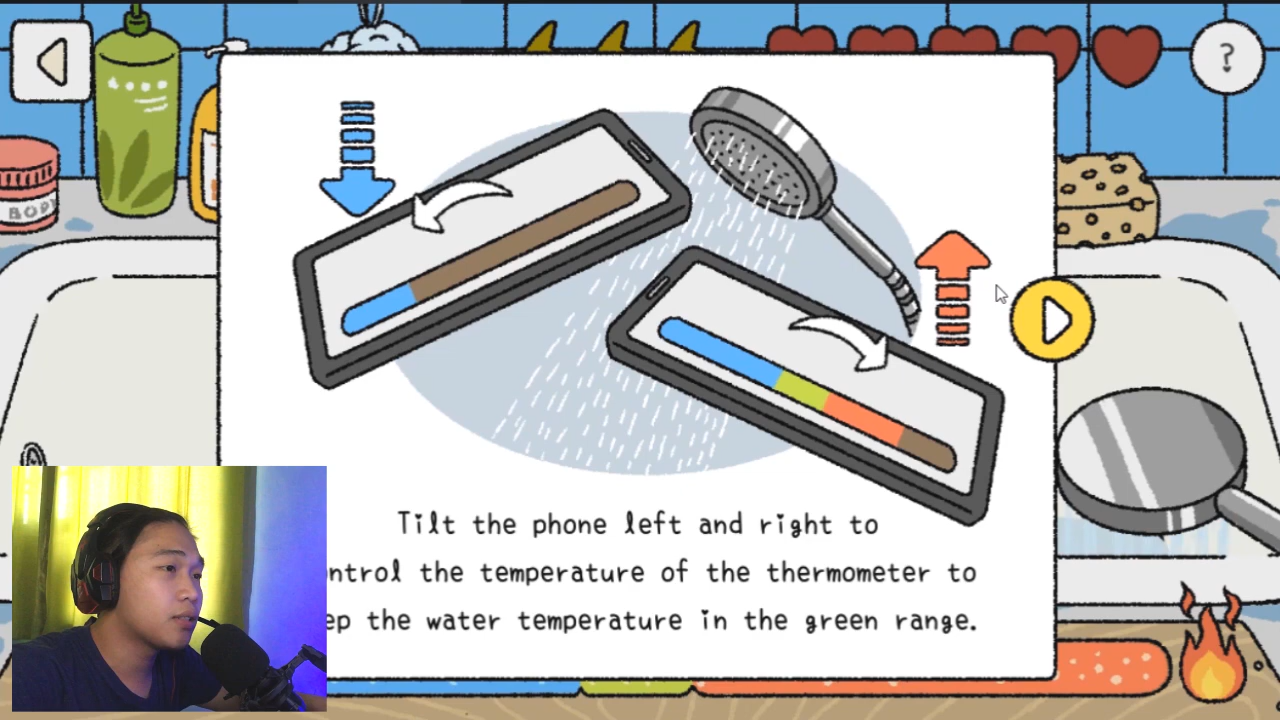 ?
BODY
Tilt the phone left and right to
ntrol the temperature of the thermometer to
ep the water temperature in the green range.